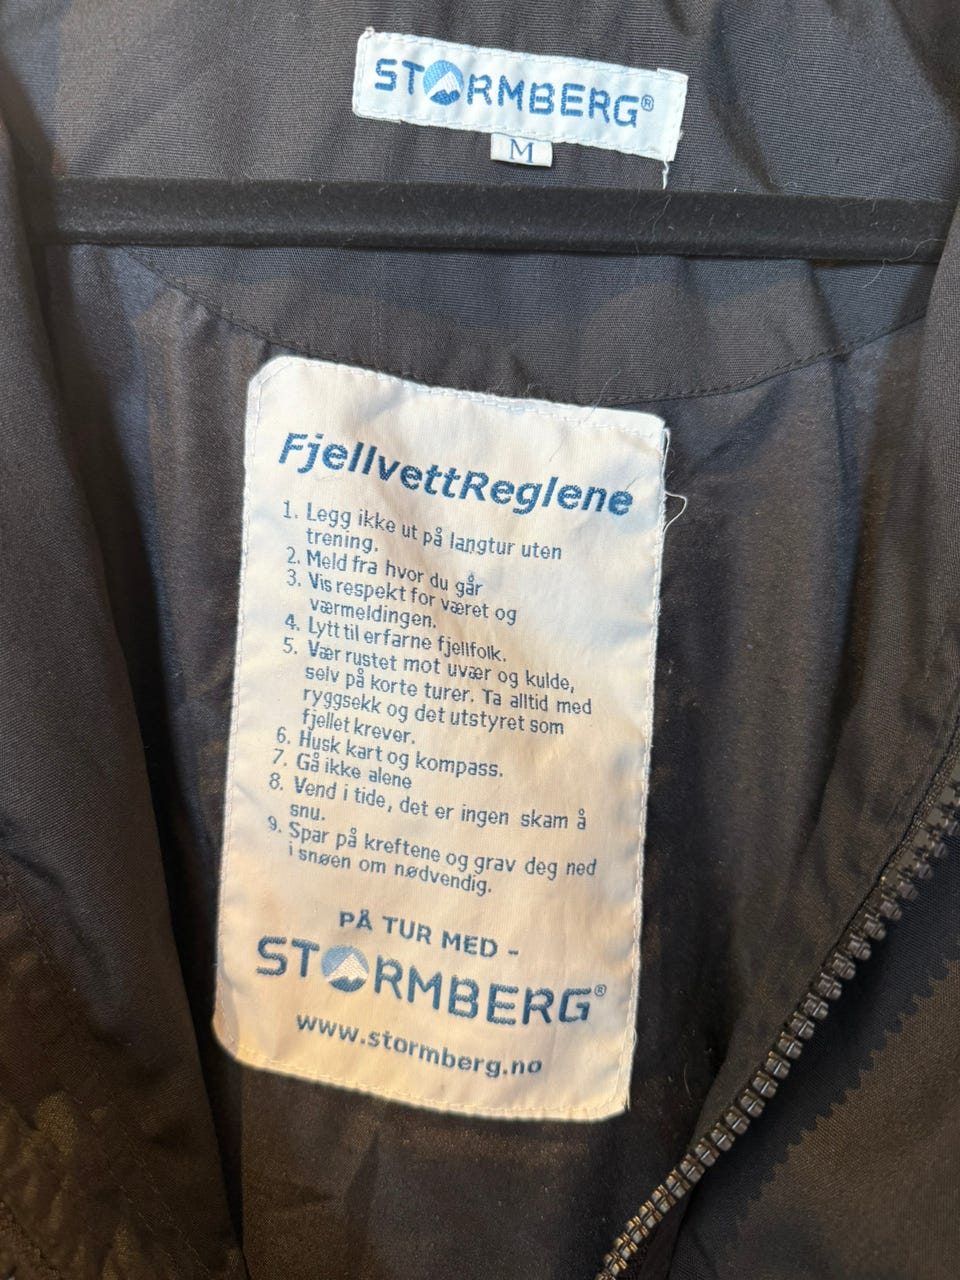 STORMBERG®
M
FjellvettReglene
1. Legg ikke ut på langtur uten
trening.
2. Meld fra hvor du går
3. Vis respekt for været og
værmeldingen.
4. Lytt til erfarne fjellfolk.
5. Vær rustet mot uvær og kulde,
selv på korte turer. Ta alltid med
ryggsekk og det utstyret som
fjellet krever.
6. Husk kart og kompass.
7. Gå ikke alene
8. Vend i tide, det er ingen skam å
snu.
9. Spar på kreftene og grav deg ned
i snøen om nødvendig.
PÅ TUR MED -
STORMBERG®
www.stormberg.no